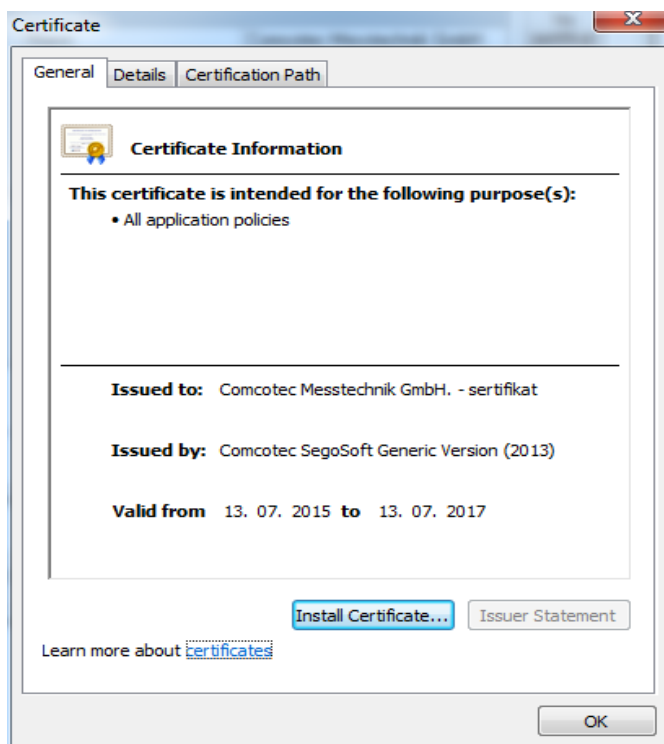 Certificate
General Details Certification Path
Certificate Information
This certificate is intended for the following purpose(s):
• All application policies
Issued to: Comcotec Messtechnik GmbH. - sertifikat
Issued by: Comcotec SegoSoft Generic Version (2013)
Valid from 13. 07. 2015 to 13. 07. 2017
Install Certificate... Issuer Statement
Learn more about certificates
OK